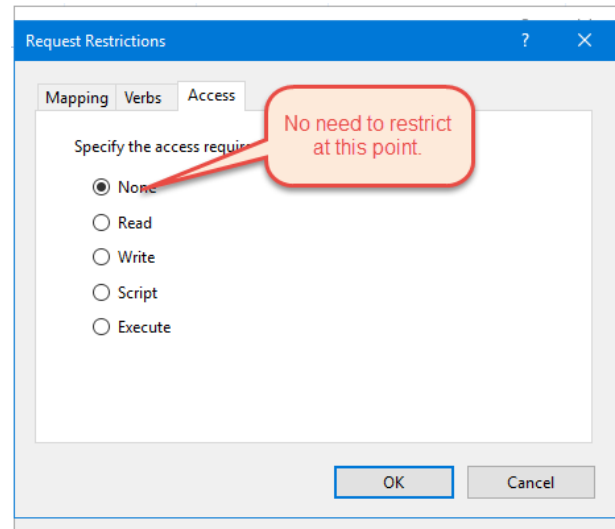 Request Restrictions
Mapping Verbs Access
No need to restrict
at this point.
Specify the access
None
Read
Write
Script
Execute
OK Cancel